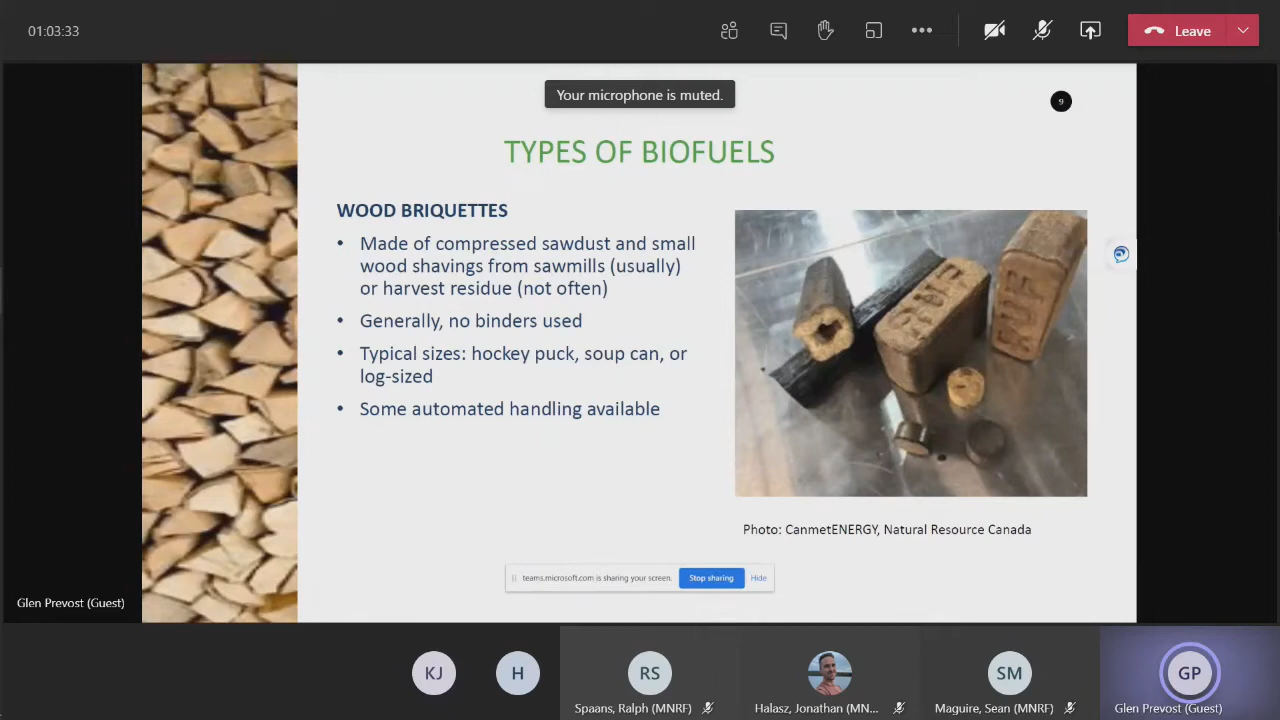 01:03:33
Leave
Your microphone is muted.
9
TYPES OF BIOFUELS
WOOD BRIQUETTES
• Made of compressed sawdust and small
wood shavings from sawmills (usually)
or harvest residue (not often)
• Generally, no binders used
• Typical sizes: hockey puck, soup can, or
log-sized
• Some automated handling available
Photo: CanmetENERGY, Natural Resource Canada
teams.microsoft.com is sharing your screen.
Stop sharing
Hide
Glen Prevost (Guest)
KJ
H
RS
SM
GP
Spaans, Ralph (MNRF)
Halasz, Jonathan (MN...
Maguire, Sean (MNRF)
Glen Prevost (Guest)